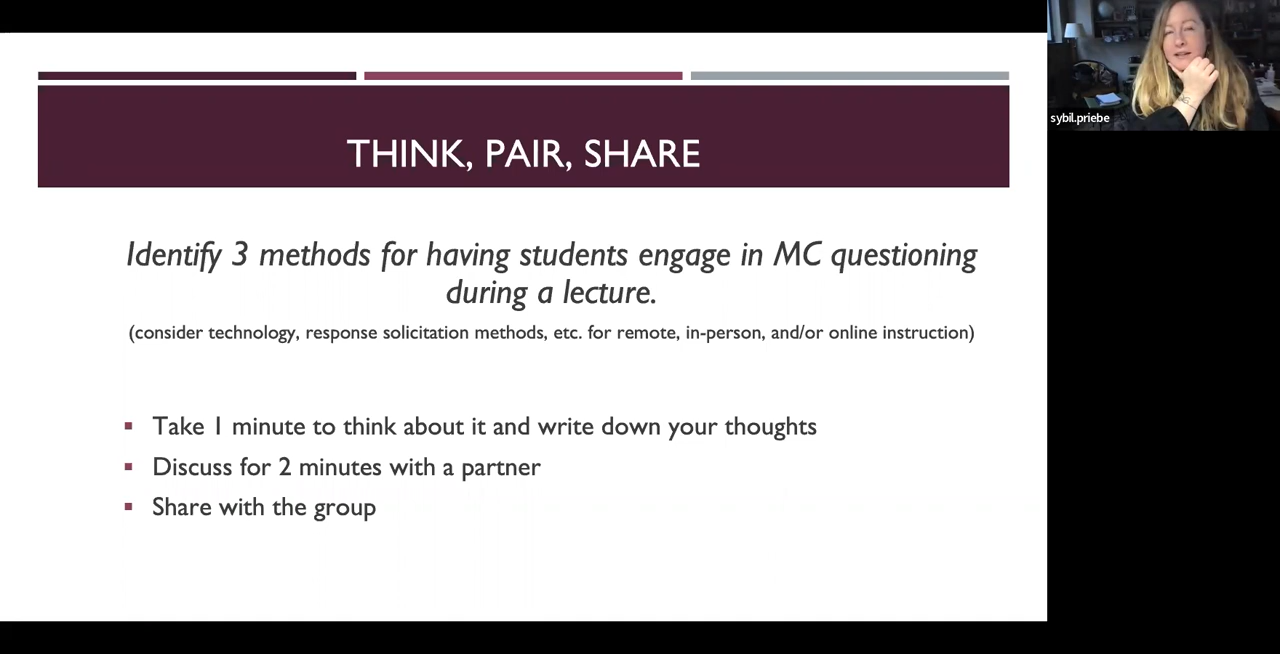 THINK, PAIR, SHARE
Identify 3 methods for having students engage in MC questioning
during a lecture.
(consider technology, response solicitation methods, etc. for remote, in-person, and/or online instruction)
▪ Take 1 minute to think about it and write down your thoughts
▪ Discuss for 2 minutes with a partner
▪ Share with the group
sybil.priebe